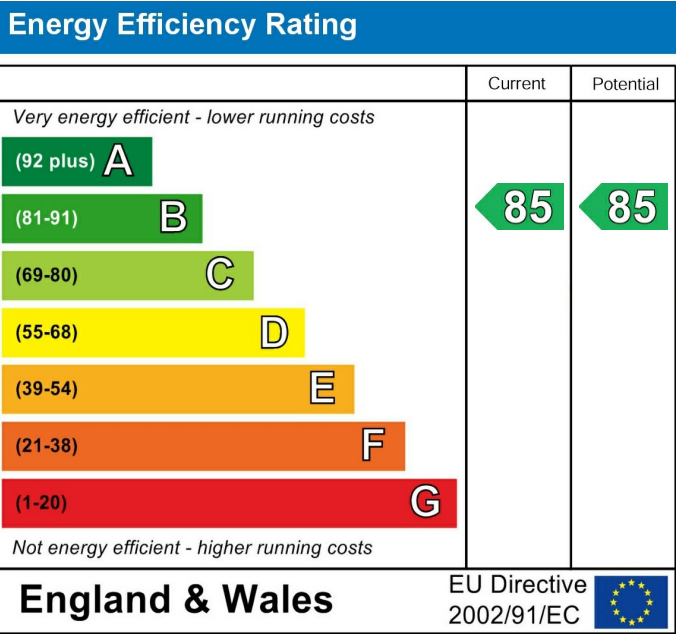 Energy Efficiency Rating
Current Potential
Very energy efficient - lower running costs
(92 plus) A
(81-91) B 85 85
(69-80) C
(55-68) D
(39-54) E
(21-38) F
(1-20) G
Not energy efficient - higher running costs
England & Wales
EU Directive
2002/91/EC